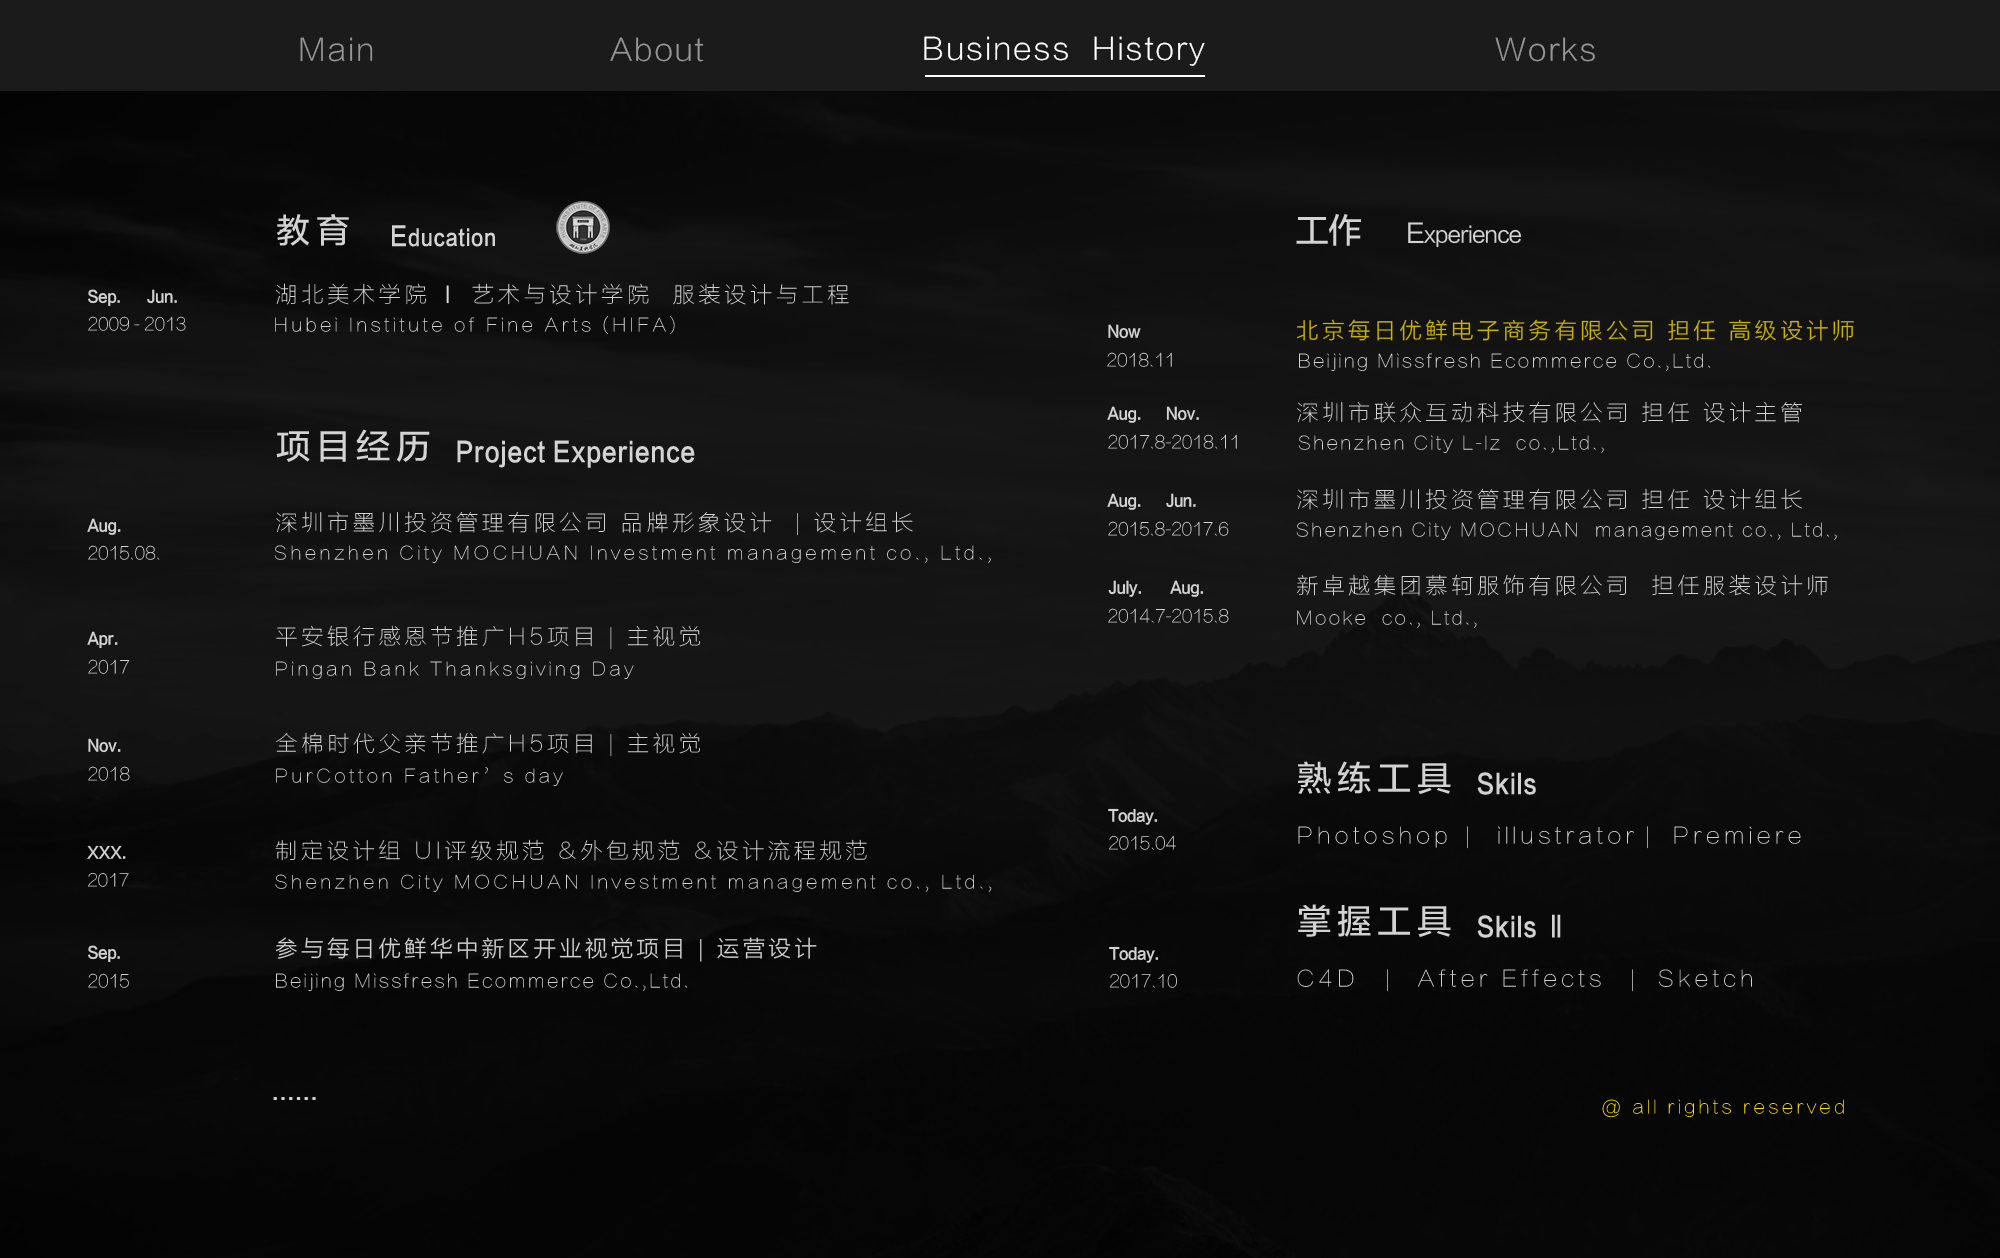 Main
About
Business History
Works
教育 Education
Sep. Jun.
2009 - 2013
湖北美术学院 | 艺术与设计学院 服装设计与工程
Hubei Institute of Fine Arts (HIFA)
项目经历 Project Experience
Aug.
2015.08.
深圳市墨川投资管理有限公司 品牌形象设计 | 设计组长
Shenzhen City MOCHUAN Investment management co., Ltd.,
Apr.
2017
平安银行感恩节推广H5项目 | 主视觉
Pingan Bank Thanksgiving Day
Nov.
2018
全棉时代父亲节推广H5项目 | 主视觉
PurCotton Father’s day
XXX.
2017
制定设计组 UI评级规范 &外包规范 &设计流程规范
Shenzhen City MOCHUAN Investment management co., Ltd.,
Sep.
2015
参与每日优鲜华中新区开业视觉项目 | 运营设计
Beijing Missfresh Ecommerce Co.,Ltd.
......
工作 Experience
Now
2018.11
北京每日优鲜电子商务有限公司 担任 高级设计师
Beijing Missfresh Ecommerce Co.,Ltd.
Aug. Nov.
2017.8-2018.11
深圳市联众互动科技有限公司 担任 设计主管
Shenzhen City L-Iz co.,Ltd.,
Aug. Jun.
2015.8-2017.6
深圳市墨川投资管理有限公司 担任 设计组长
Shenzhen City MOCHUAN management co., Ltd.,
July. Aug.
2014.7-2015.8
新卓越集团慕轲服饰有限公司 担任服装设计师
Mooke co., Ltd.,
熟练工具 Skils
Today.
2015.04
Photoshop | illustrator | Premiere
掌握工具 Skils II
Today.
2017.10
C4D | After Effects | Sketch
@ all rights reserved